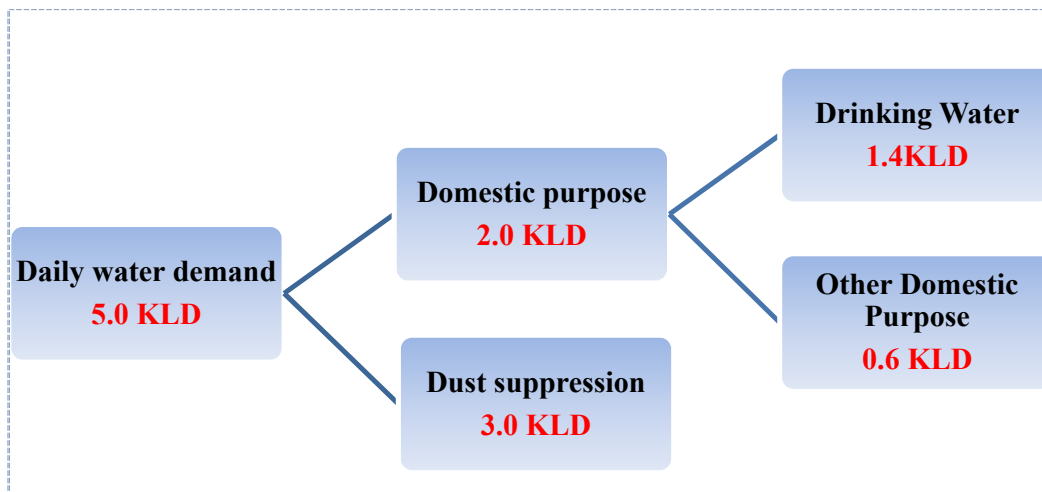 Daily water demand
5.0 KLD
Domestic purpose
2.0 KLD
Dust suppression
3.0 KLD
Drinking Water
1.4KLD
Other Domestic
Purpose
0.6 KLD